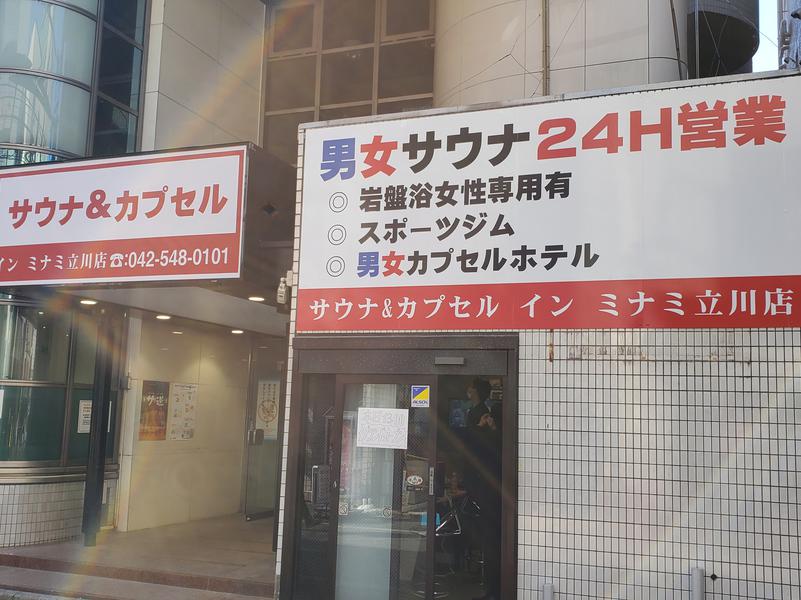 サウナ&カプセル
イン ミナミ立川店☎:042-548-0101
男女サウナ24H営業
◎ 岩盤浴女性専用有
◎ スポーツジム
◎ 男女カプセルホテル
サウナ&カプセル イン ミナミ立川店
ALSOK